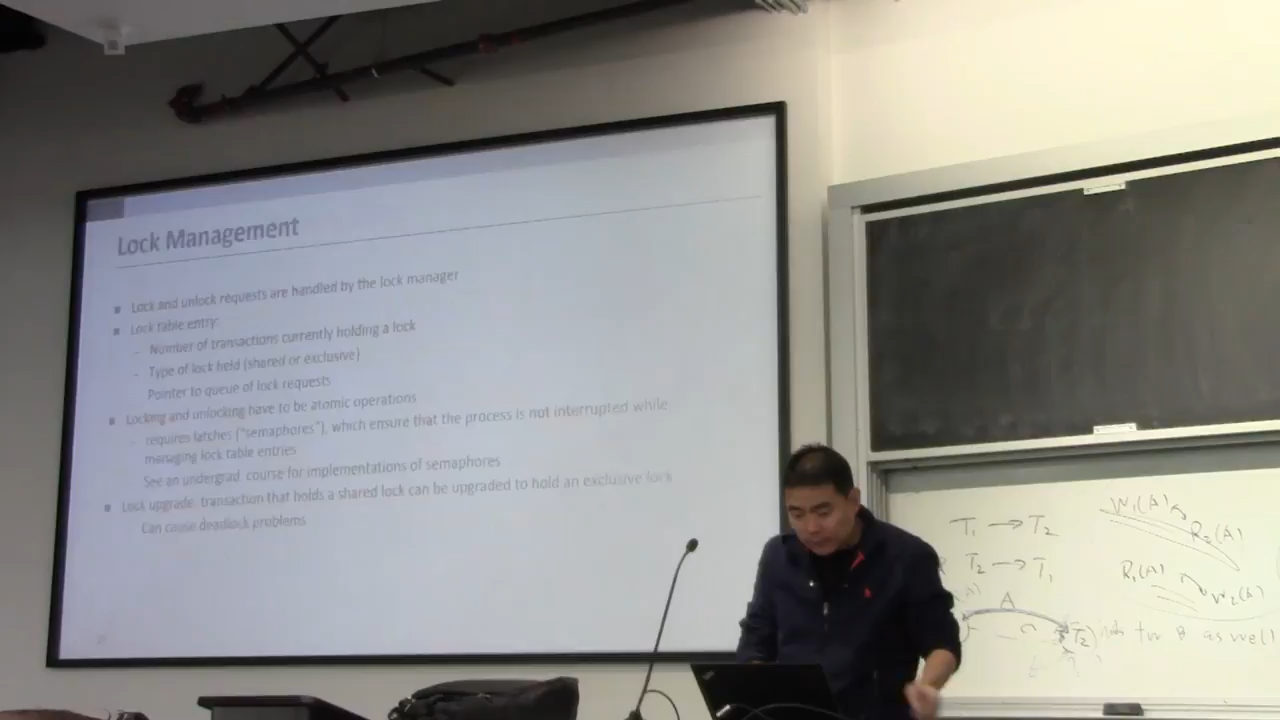 Lock Management
Lock and unlock requests are handled by the lock manager
Lock table entry:
Number of transactions currently holding a lock
Type of lock held (shared or exclusive)
Pointer to queue of lock requests
Locking and unlocking have to be atomic operations
requires latches ("semaphores"), which ensure that the process is not interrupted while
managing lock table entries
See an undergrad course for implementations of semaphores
Lock upgrade: transaction that holds a shared lock can be upgraded to hold an exclusive lock
Can cause deadlock problems
T₁ → T₂
T₂ → T₁
A
T₂
for B as well
W₁(A)
R₂(A)
R₁(A)
W₂(A)